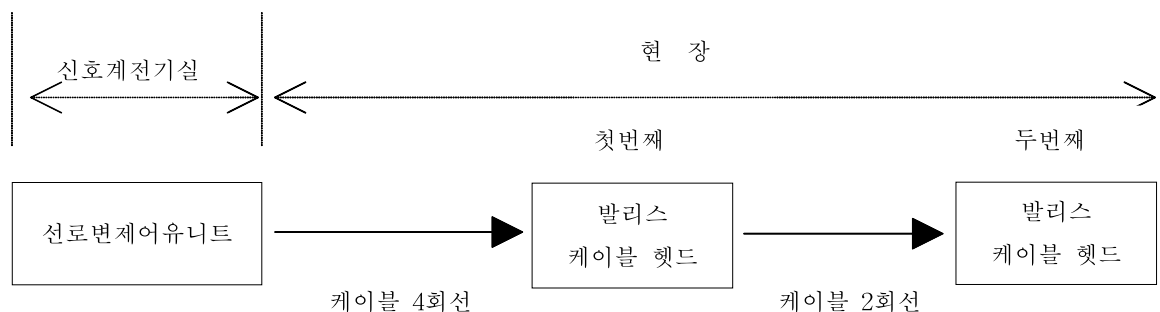 현 장
신호계전기실
첫번째
두번째
선로변제어유니트
발리스
케이블 헷드
발리스
케이블 헷드
케이블 4회선
케이블 2회선